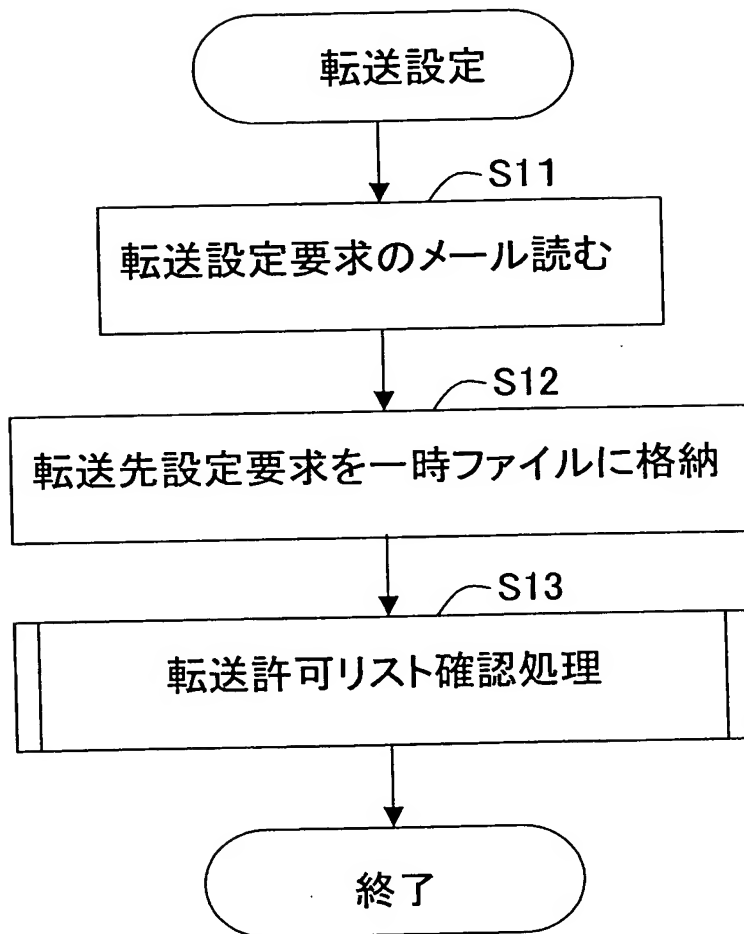 転送設定
S11
転送設定要求のメール読む
S12
転送先設定要求を一時ファイルに格納
S13
転送許可リスト確認処理
終了